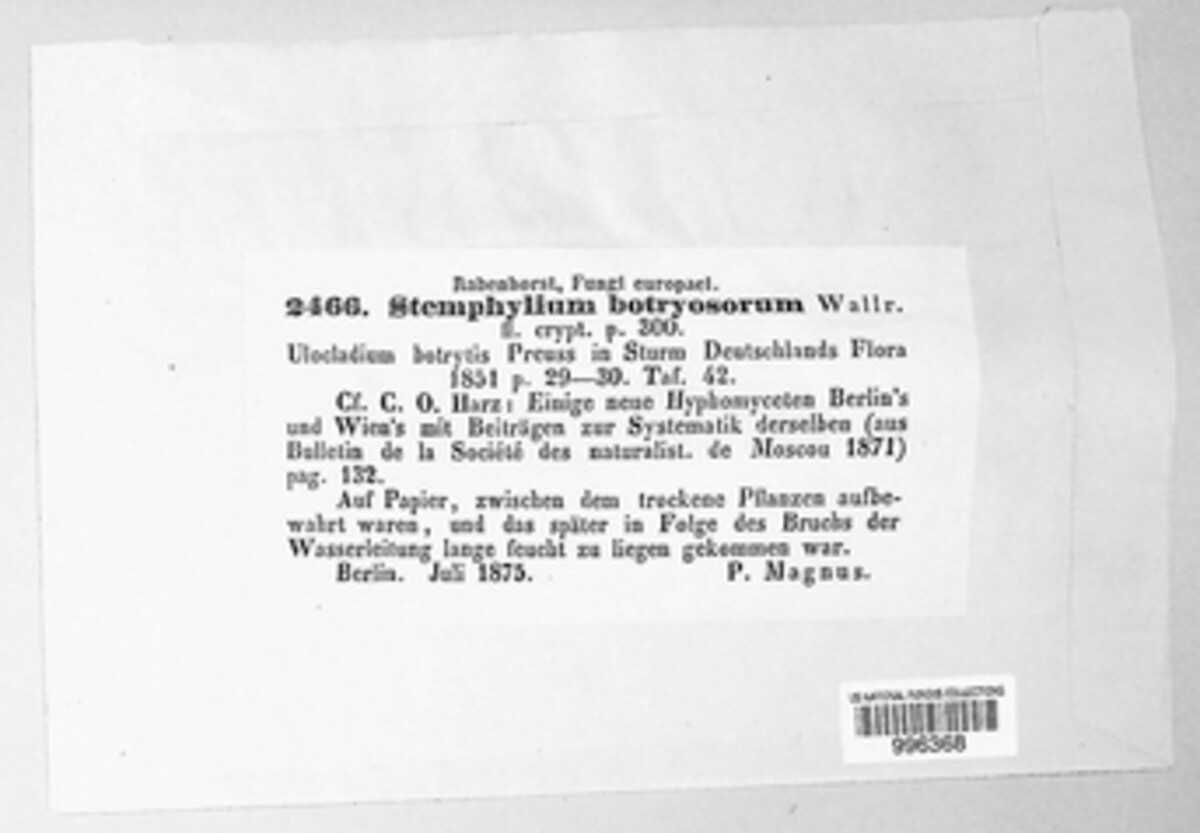 Rabenhorst, Fungi europaei.
2466. Stemphylium botryosorum Wallr.
fl. crypt. p. 300.
Ulocladium botrytis Preuss in Sturm Deutschlands Flora
1851 p. 29—30. Taf. 42.
Cf. C. O. Harz: Einige neue Hyphomyceten Berlin's
und Wien's mit Beiträgen zur Systematik derselben (aus
Bulletin de la Société des naturalist. de Moscou 1871)
pag. 132.
Auf Papier, zwischen dem trockene Pflanzen aufbe-
wahrt waren, und das später in Folge des Bruchs der
Wasserleitung lange feucht zu liegen gekommen war.
Berlin. Juli 1875. P. Magnus.
US NATIONAL FUNGUS COLLECTIONS
996368